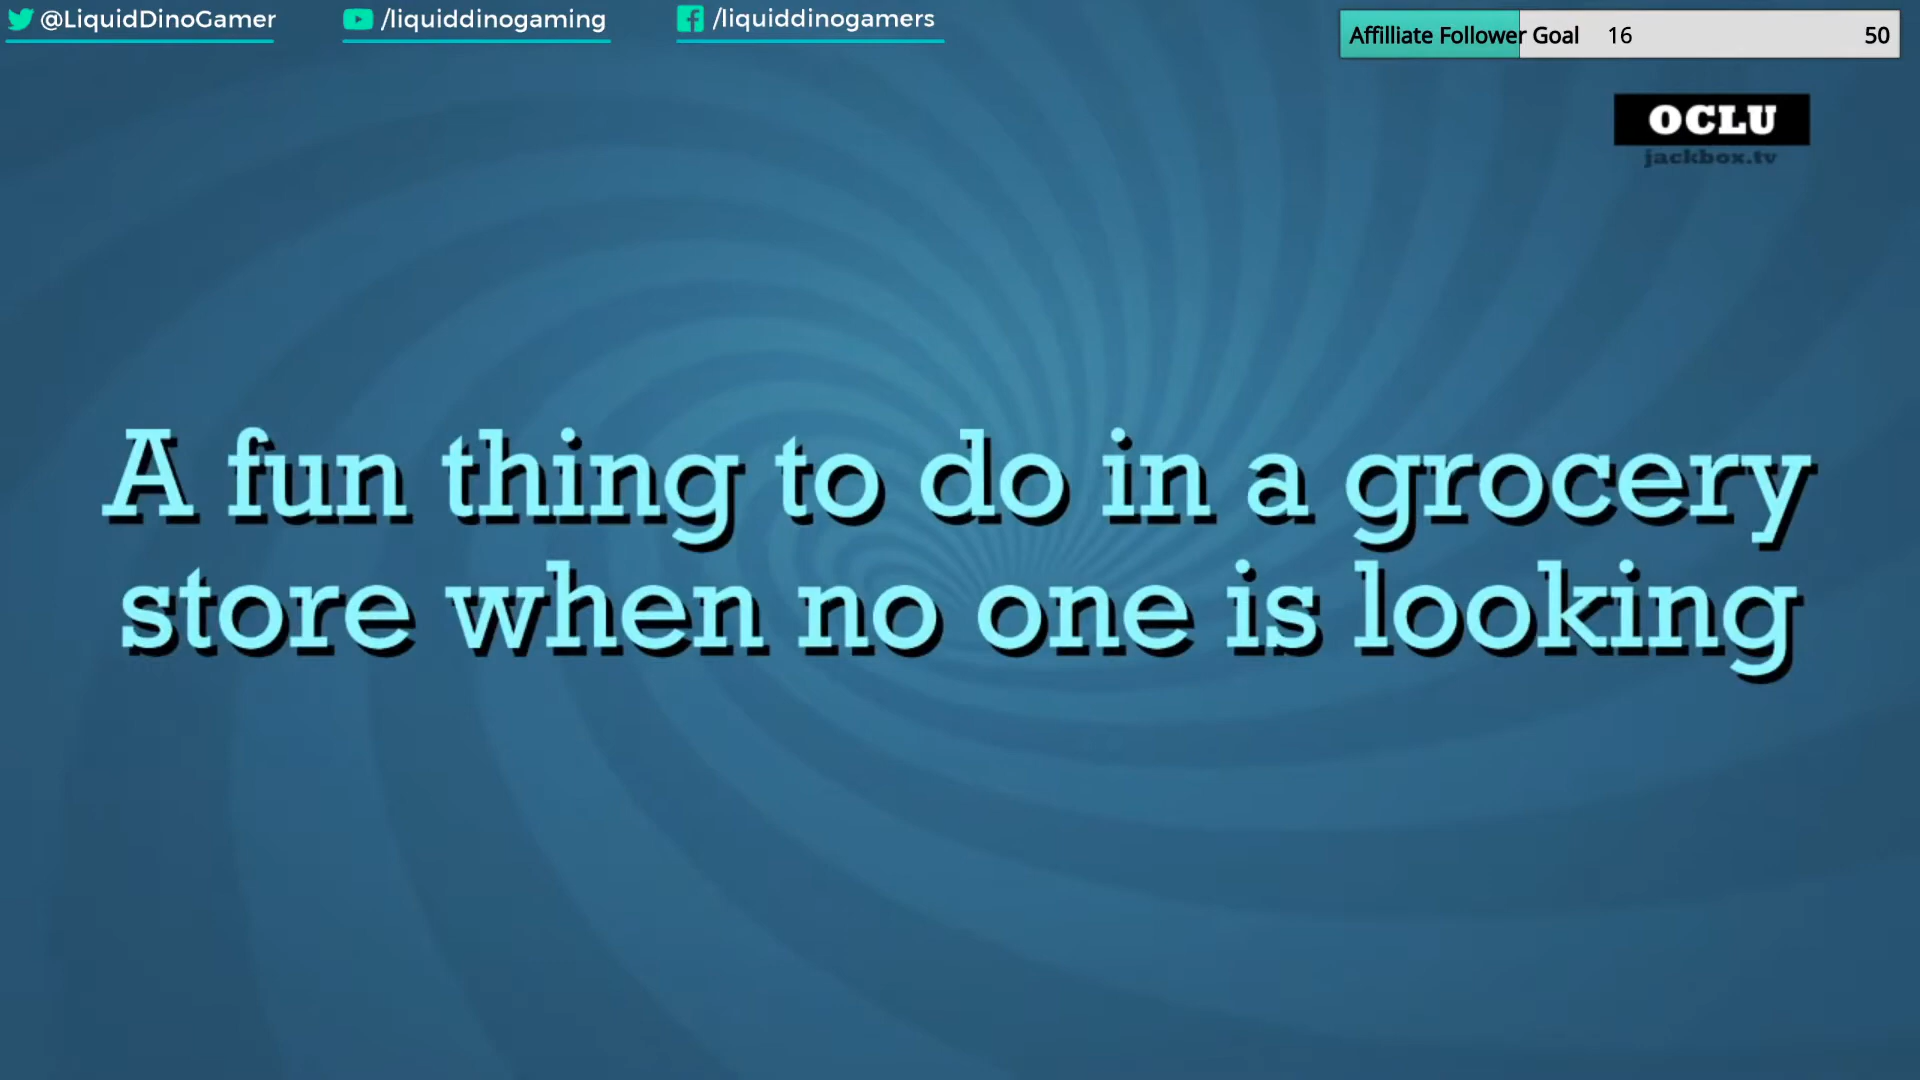 @LiquidDinoGamer /liquiddinogaming /liquiddinogamers
Affilliate Follower Goal 16 50
OCLU
jackbox.tv
A fun thing to do in a grocery
store when no one is looking